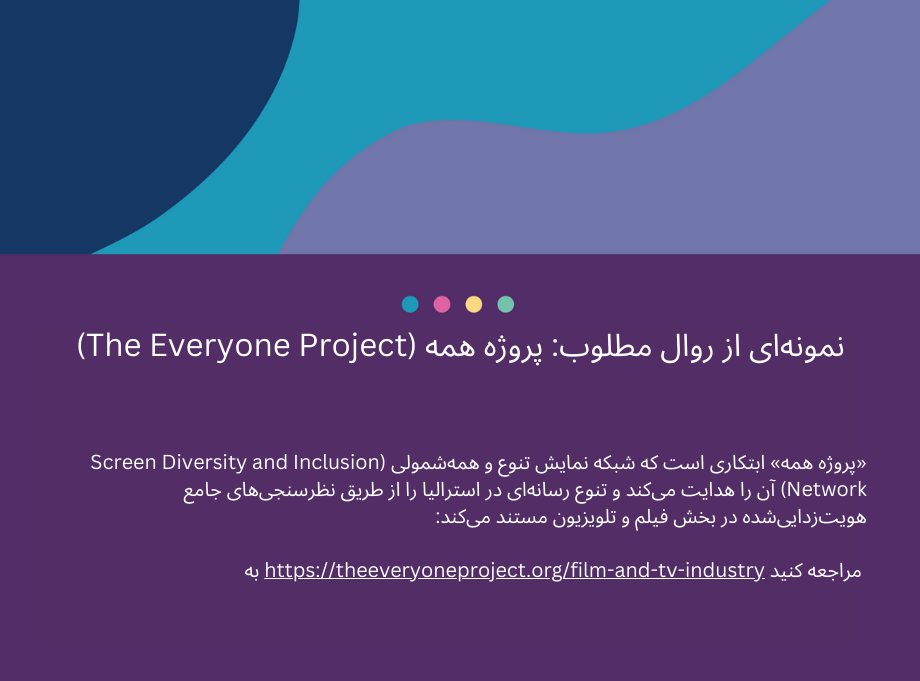 نمونه‌ای از روال مطلوب: پروژه همه (The Everyone Project)
«پروژه همه» ابتکاری است که شبکه نمایش تنوع و همه‌شمولی (Screen Diversity and Inclusion
Network) آن را هدایت می‌کند و تنوع رسانه‌ای در استرالیا را از طریق نظرسنجی‌های جامع
هویت‌زدایی‌شده در بخش فیلم و تلویزیون مستند می‌کند:
مراجعه کنید https://theeveryoneproject.org/film-and-tv-industry به